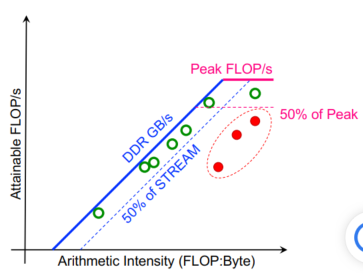 Peak FLOP/s
DDR GB/s
50% of Peak
50% of STREAM
Attainable FLOP/s
Arithmetic Intensity (FLOP:Byte)